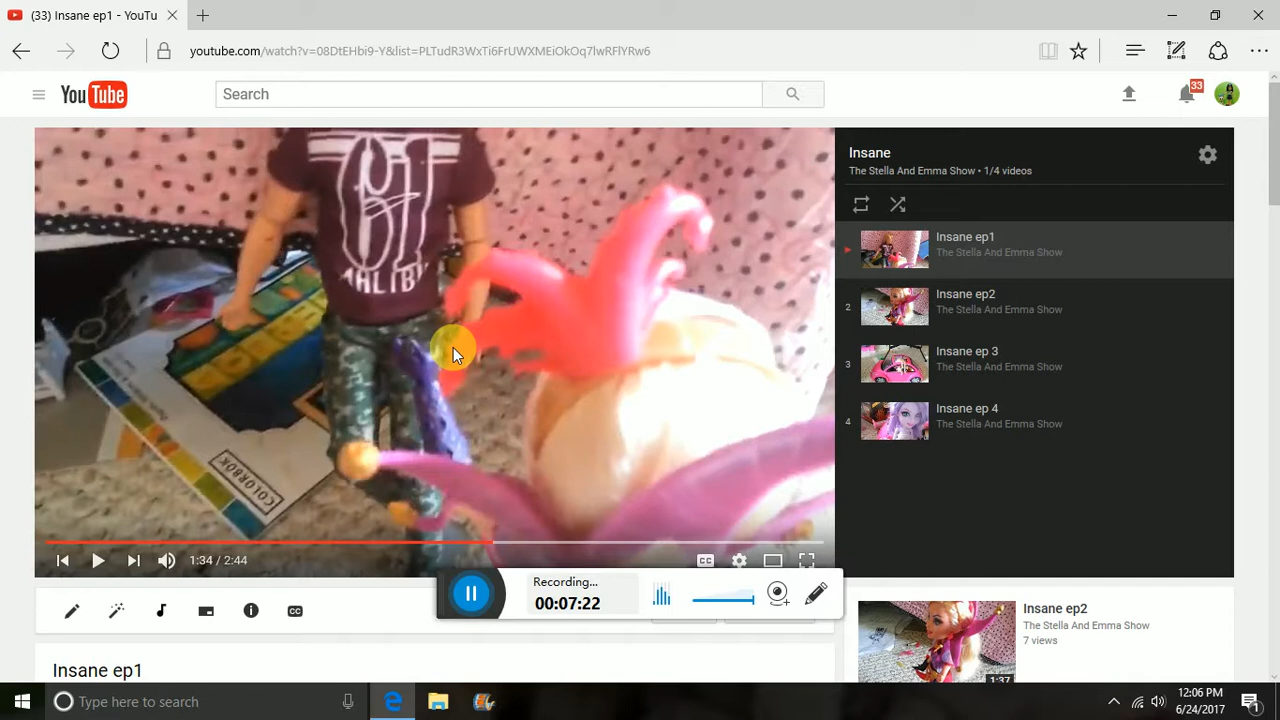 (33) Insane ep1 - YouTu
youtube.com/watch?v=08DtEHbi9-Y&list=PLTudR3WxTi6FrUWXMEiOkOq7lwRFlYRw6
YouTube
Search
33
MALIBU
COLORBOX
1:34 / 2:44
CC
Insane
The Stella And Emma Show • 1/4 videos
Insane ep1
The Stella And Emma Show
2
Insane ep2
The Stella And Emma Show
3
Insane ep 3
The Stella And Emma Show
4
Insane ep 4
The Stella And Emma Show
Recording...
00:07:22
CC
Insane ep1
Insane ep2
The Stella And Emma Show
7 views
1:37
Type here to search
12:06 PM
6/24/2017
1